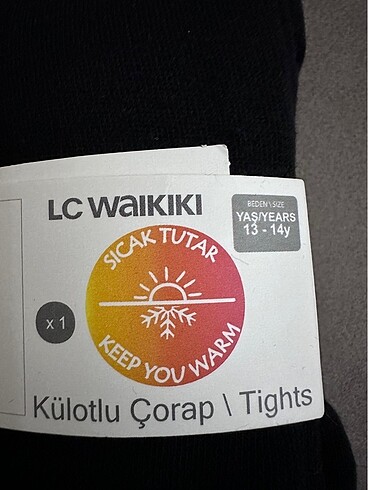 LC WAIKIKI
BEDEN \ SIZE
YAŞ/YEARS
13 - 14y
SICAK TUTAR
KEEP YOU WARM
x 1
Külotlu Çorap \ Tights